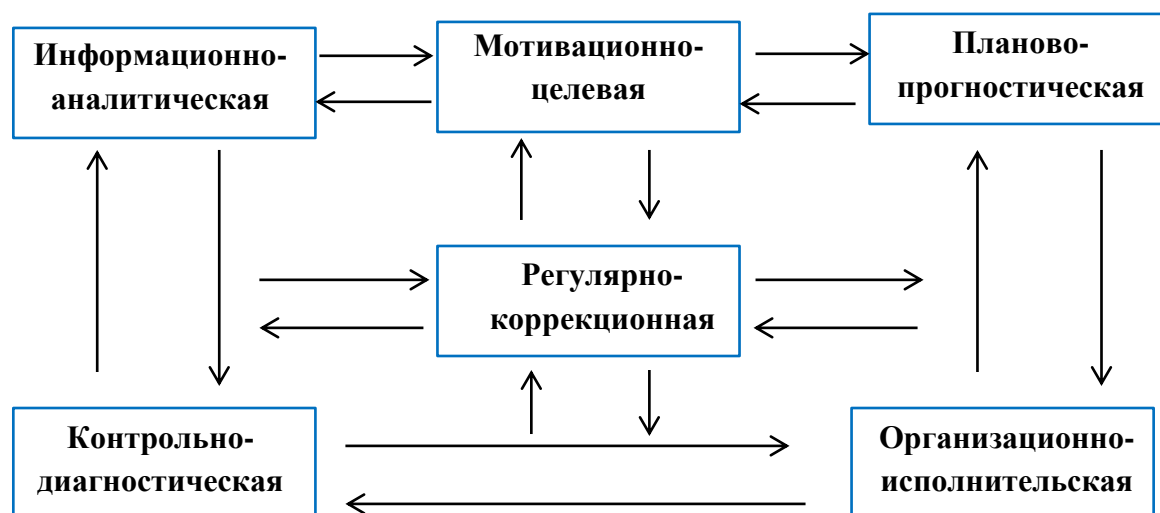 Информационно-
аналитическая
Мотивационно-
целевая
Планово-
прогностическая
Регулярно-
коррекционная
Контрольно-
диагностическая
Организационно-
исполнительская